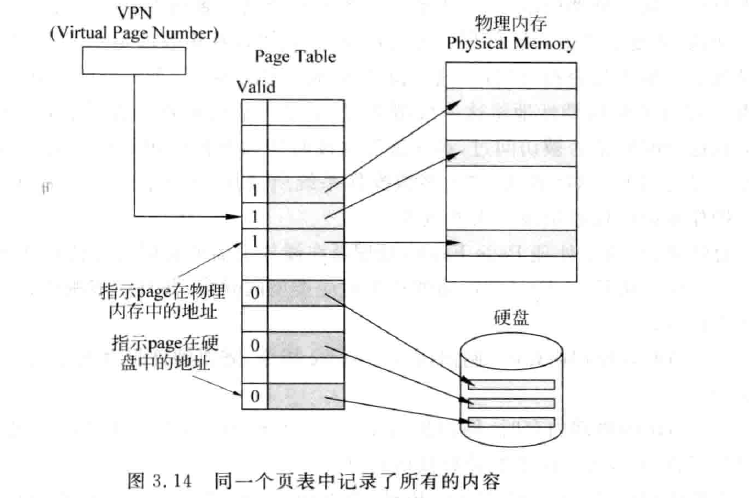 VPN
(Virtual Page Number)
Page Table
Valid
物理内存
Physical Memory
1
1
1
0
0
0
指示page在物理
内存中的地址
指示page在硬
盘中的地址
硬盘
图 3.14 同一个页表中记录了所有的内容